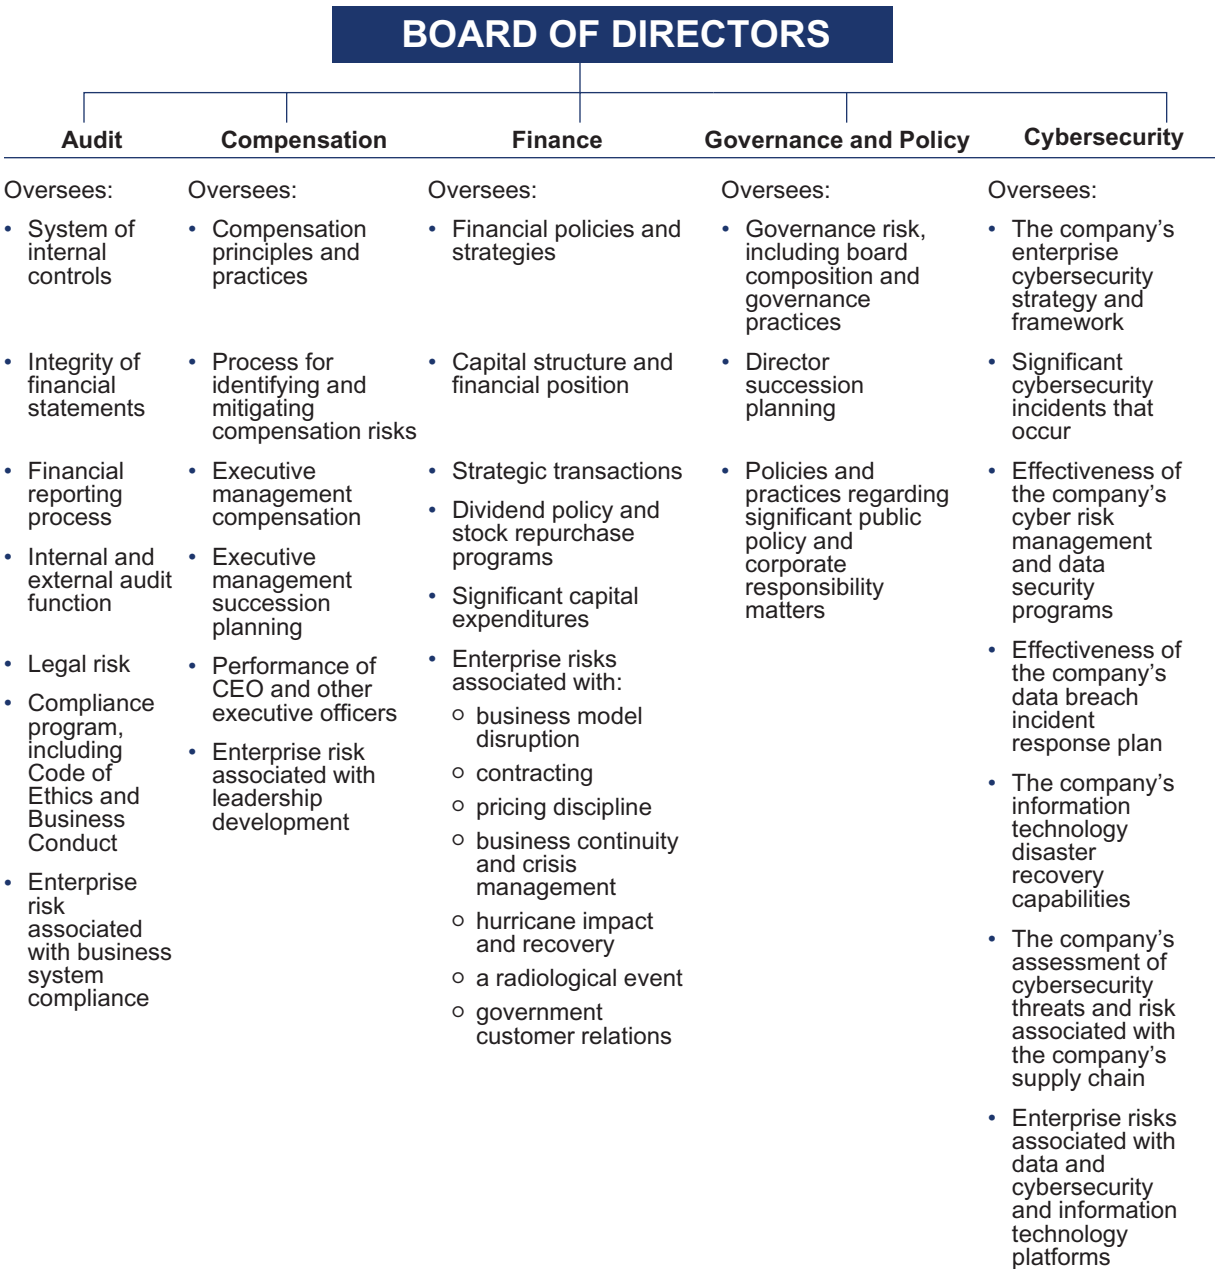 BOARD OF DIRECTORS
Audit
Compensation
Finance
Governance and Policy
Cybersecurity
Oversees:
• System of
internal
controls
• Integrity of
financial
statements
• Financial
reporting
process
• Internal and
external audit
function
• Legal risk
• Compliance
program,
including
Code of
Ethics and
Business
Conduct
• Enterprise
risk
associated
with business
system
compliance
Oversees:
• Compensation
principles and
practices
• Process for
identifying and
mitigating
compensation risks
• Executive
management
compensation
• Executive
management
succession
planning
• Performance of
CEO and other
executive officers
• Enterprise risk
associated with
leadership
development
Oversees:
• Financial policies and
strategies
• Capital structure and
financial position
• Strategic transactions
• Dividend policy and
stock repurchase
programs
• Significant capital
expenditures
• Enterprise risks
associated with:
o business model
disruption
o contracting
o pricing discipline
o business continuity
and crisis
management
o hurricane impact
and recovery
o a radiological event
o government
customer relations
Oversees:
• Governance risk,
including board
composition and
governance
practices
• Director
succession
planning
• Policies and
practices regarding
significant public
policy and
corporate
responsibility
matters
Oversees:
• The company’s
enterprise
cybersecurity
strategy and
framework
• Significant
cybersecurity
incidents that
occur
• Effectiveness of
the company’s
cyber risk
management
and data
security
programs
• Effectiveness of
the company’s
data breach
incident
response plan
• The company’s
information
technology
disaster
recovery
capabilities
• The company’s
assessment of
cybersecurity
threats and risk
associated with
the company’s
supply chain
• Enterprise risks
associated with
data and
cybersecurity
and information
technology
platforms